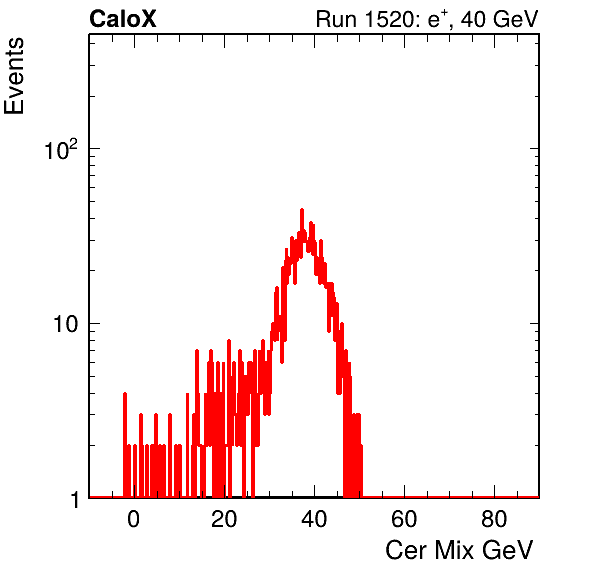 CaloX Run 1520: e⁺, 40 GeV
Events
10²
10
1
0 20 40 60 80
Cer Mix GeV